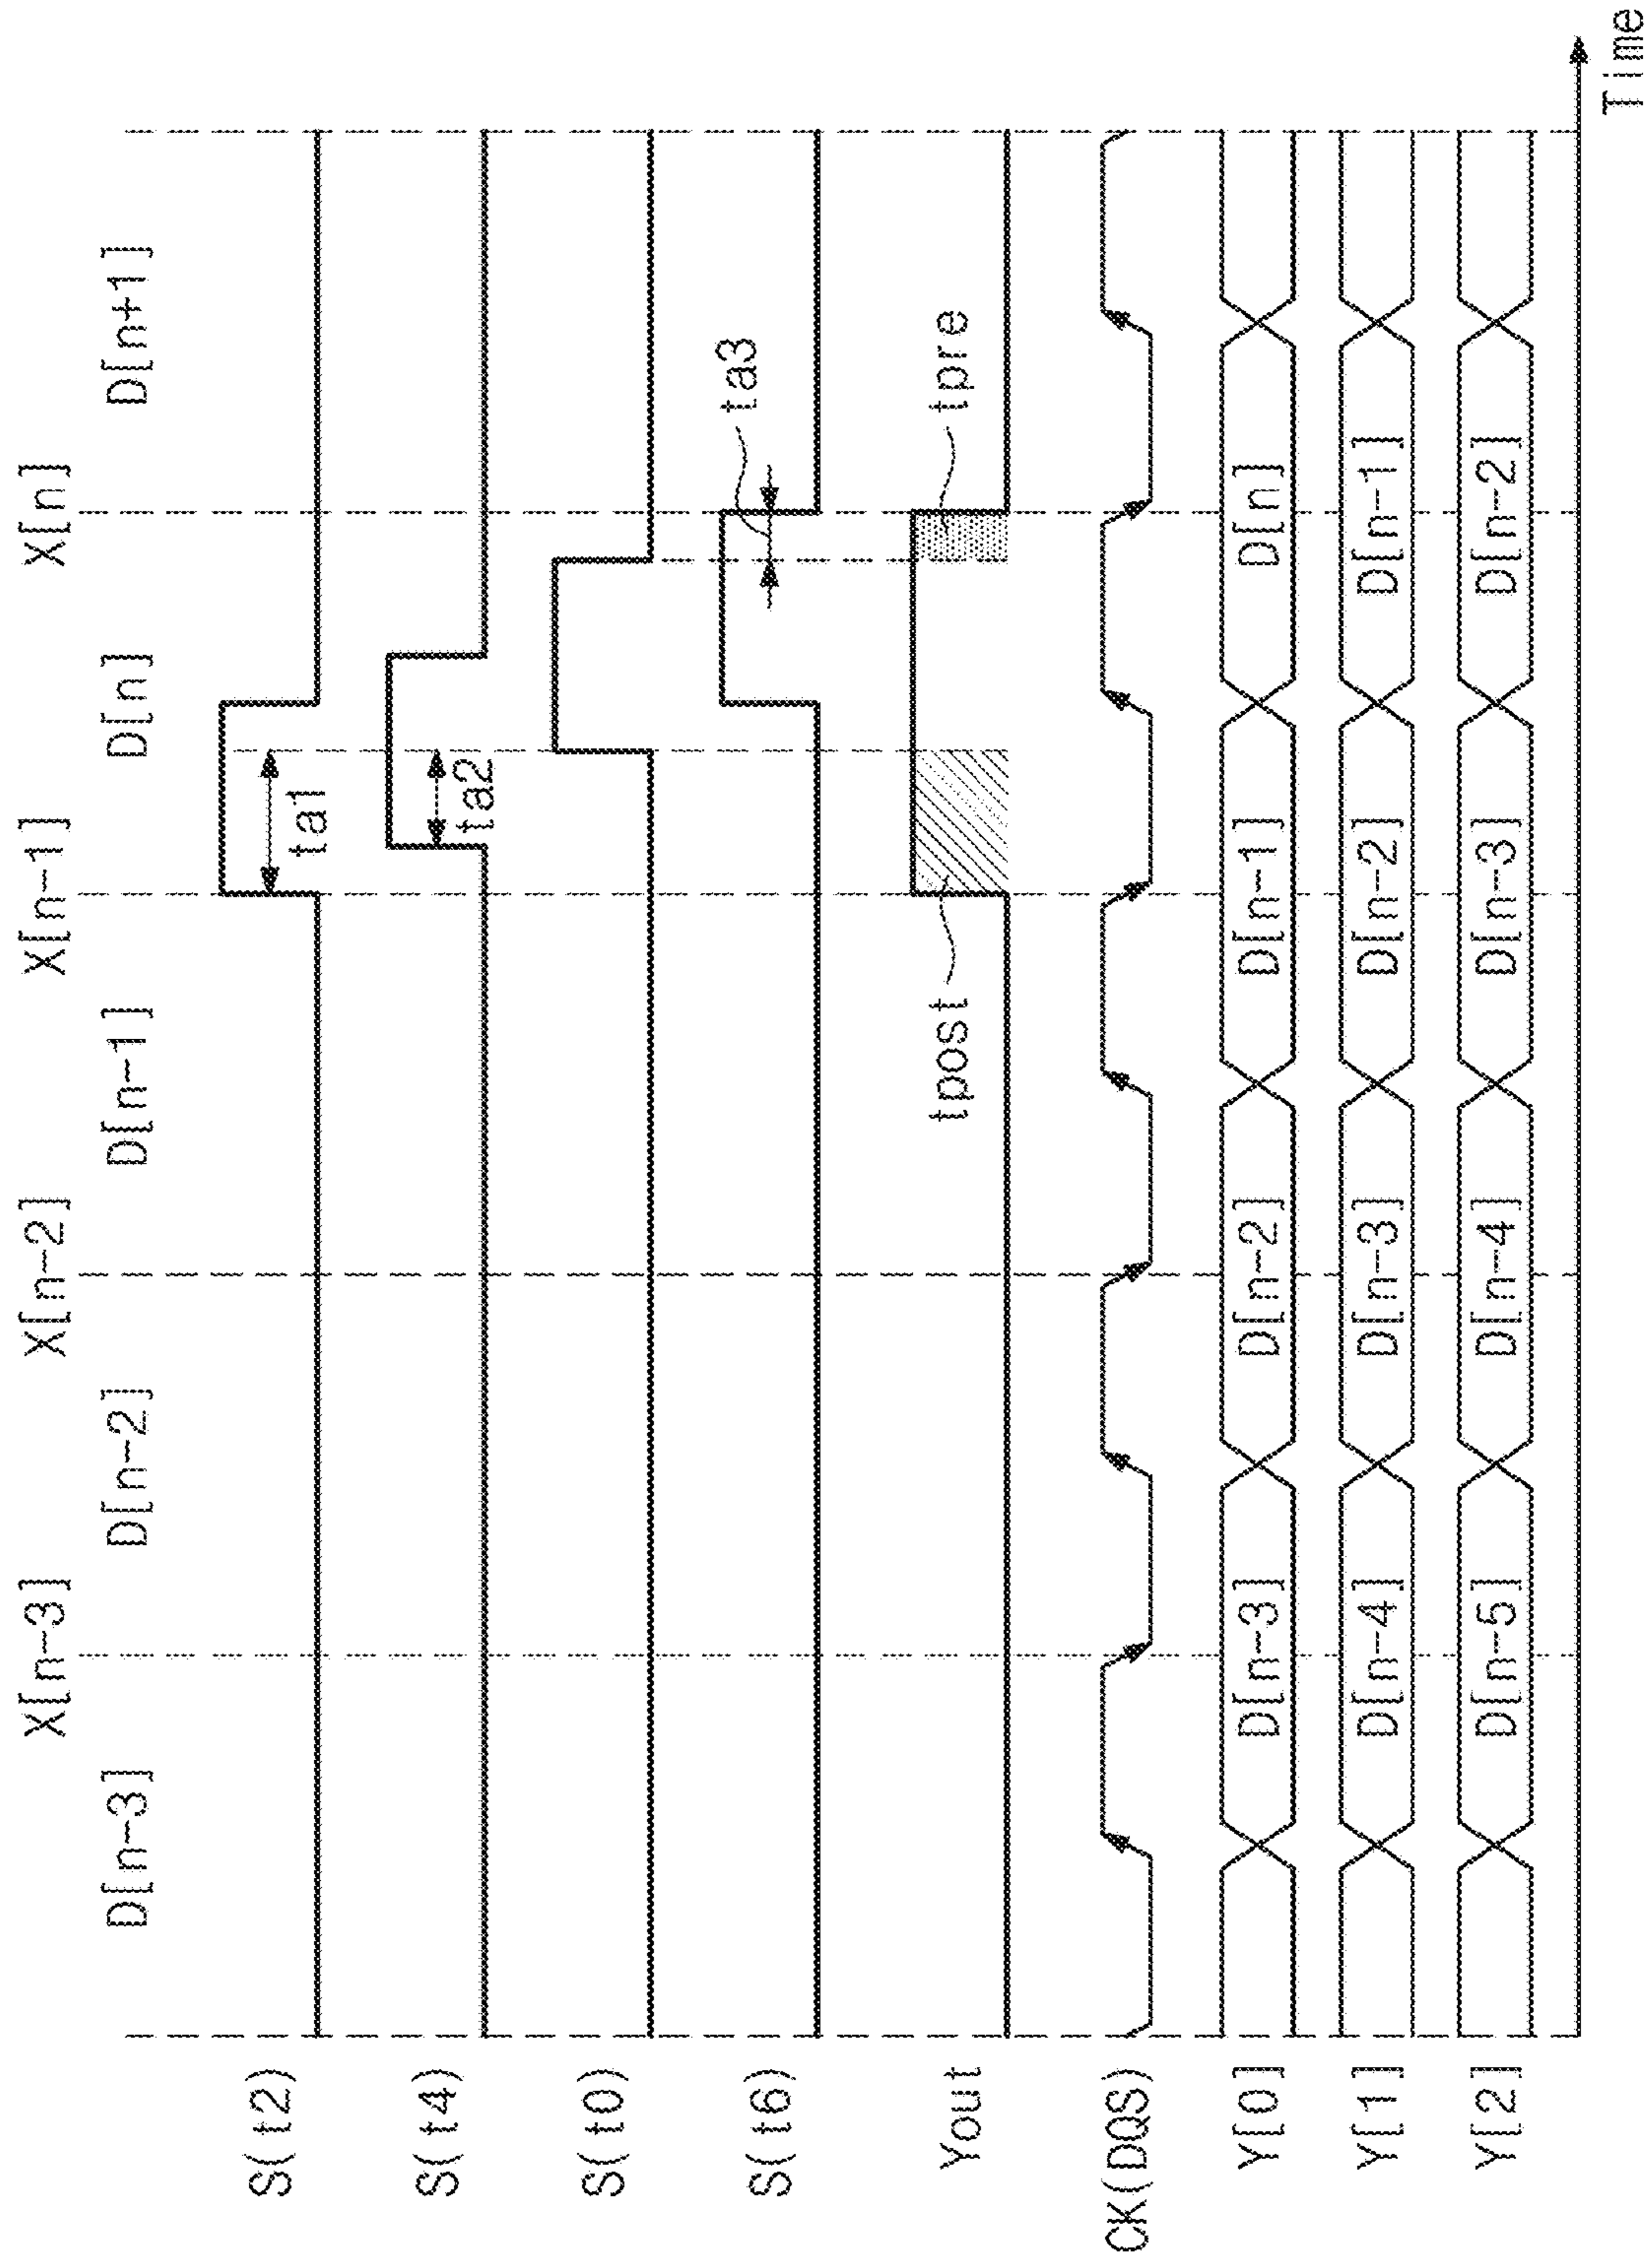 X[n-3] X[n-2] X[n-1] X[n]
D[n-3] D[n-2] D[n-1] D[n] D[n+1]
S(t2)
ta1
S(t4)
ta2
S(t0)
S(t6)
ta3
Yout
tpost
tpre
CK(DQS)
Y[0] D[n-3] D[n-2] D[n-1] D[n]
Y[1] D[n-4] D[n-3] D[n-2] D[n-1]
Y[2] D[n-5] D[n-4] D[n-3] D[n-2]
Time